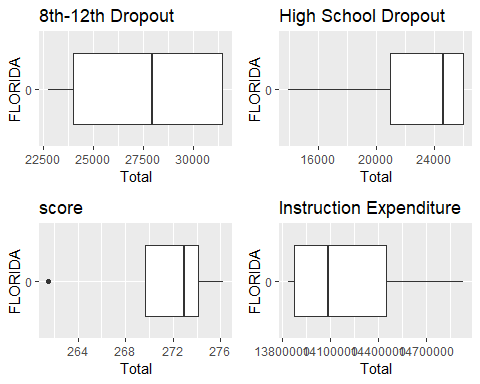 8th-12th Dropout
FLORIDA
0
22500 25000 27500 30000
Total
High School Dropout
FLORIDA
0
16000 20000 24000
Total
score
FLORIDA
0
264 268 272 276
Total
Instruction Expenditure
FLORIDA
0
13800000 14100000 14400000 14700000
Total